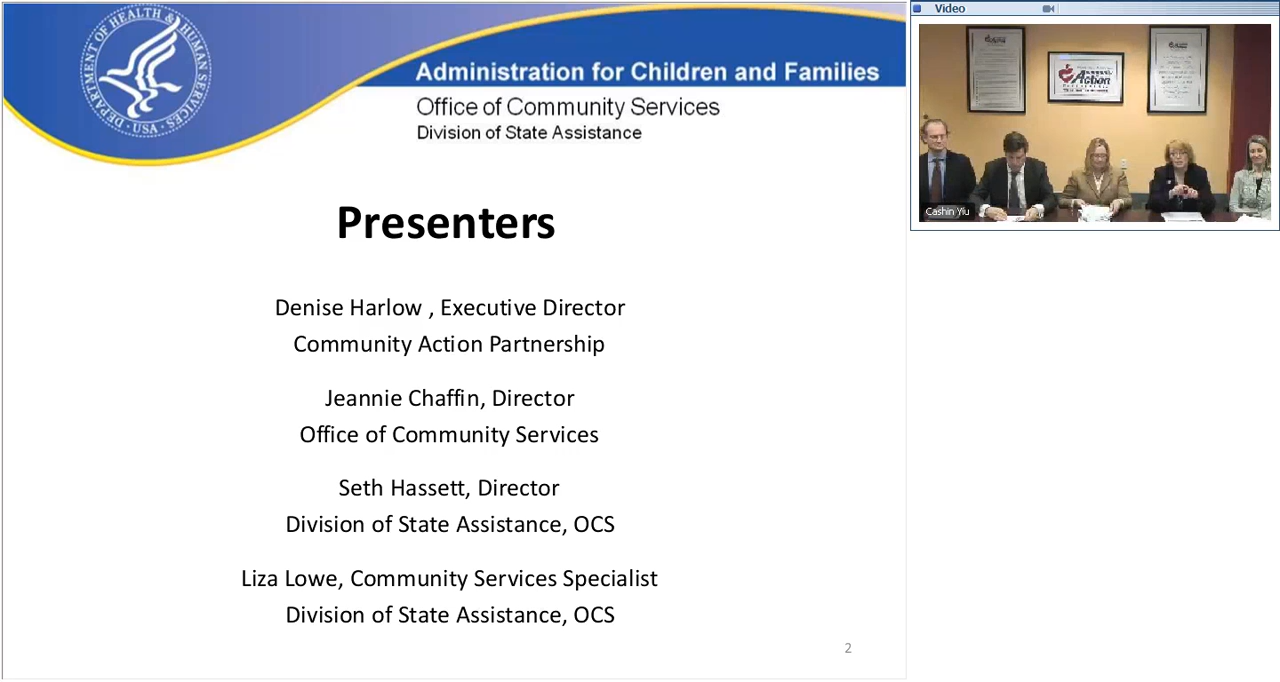 DEPARTMENT OF HEALTH & HUMAN SERVICES · USA
Administration for Children and Families
Office of Community Services
Division of State Assistance
Presenters
Denise Harlow , Executive Director
Community Action Partnership
Jeannie Chaffin, Director
Office of Community Services
Seth Hassett, Director
Division of State Assistance, OCS
Liza Lowe, Community Services Specialist
Division of State Assistance, OCS
2
Video
Action
Cashin Yiu